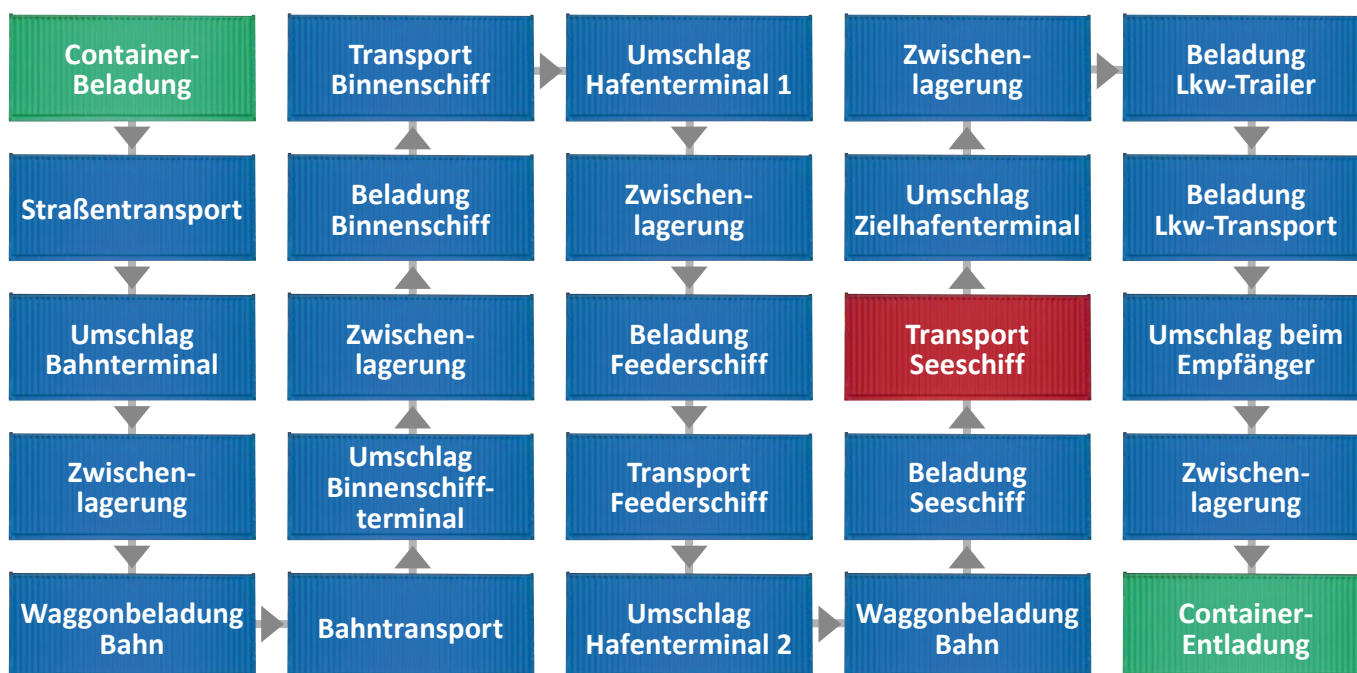 Container-
Beladung
Straßentransport
Umschlag
Bahnterminal
Zwischen-
lagerung
Waggonbeladung
Bahn
Bahntransport
Umschlag
Binnenschiff-
terminal
Zwischen-
lagerung
Beladung
Binnenschiff
Transport
Binnenschiff
Umschlag
Hafenterminal 1
Zwischen-
lagerung
Beladung
Feederschiff
Transport
Feederschiff
Umschlag
Hafenterminal 2
Waggonbeladung
Bahn
Beladung
Seeschiff
Transport
Seeschiff
Umschlag
Zielhafenterminal
Zwischen-
lagerung
Beladung
Lkw-Trailer
Beladung
Lkw-Transport
Umschlag beim
Empfänger
Zwischen-
lagerung
Container-
Entladung